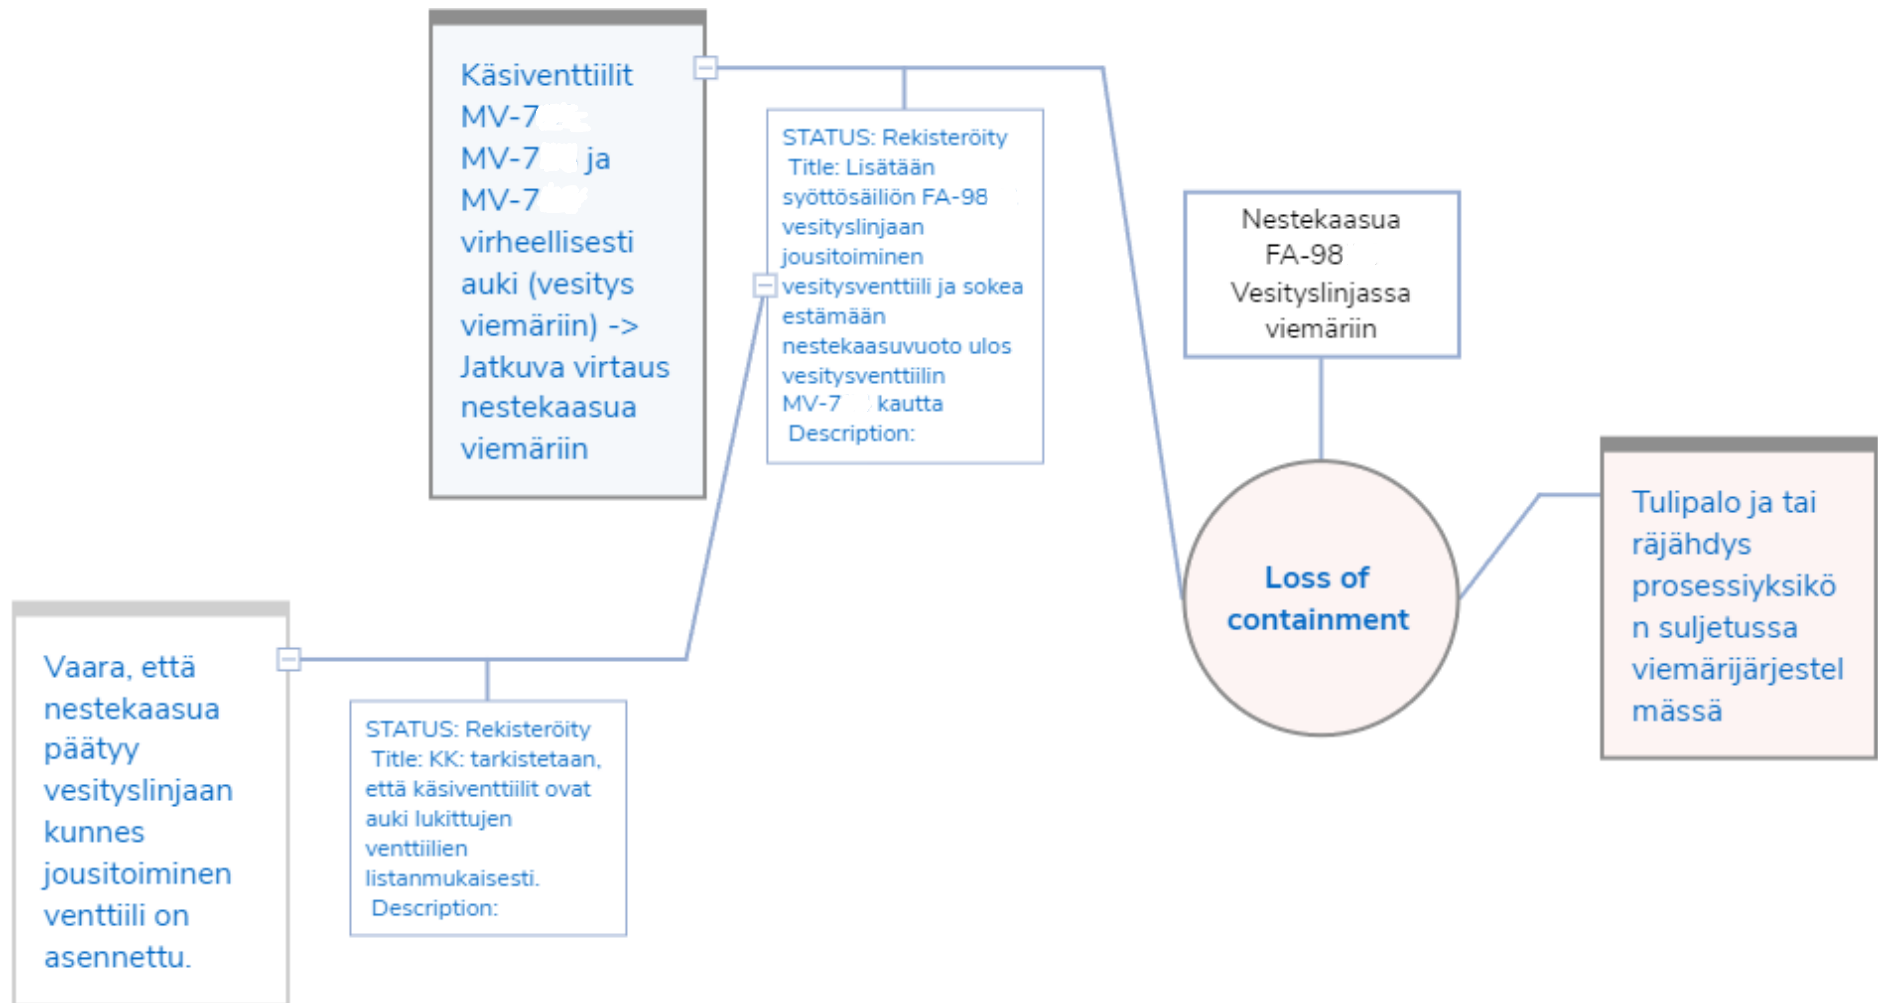 Käsiventtiilit
MV-7
MV-7 ja
MV-7
virheellisesti
auki (vesitys
viemäriin) ->
Jatkuva virtaus
nestekaasua
viemäriin
STATUS: Rekisteröity
Title: Lisätään
syöttösäiliön FA-98
vesityslinjaan
jousitoiminen
vesitysventtiili ja sokea
estämään
nestekaasuvuoto ulos
vesitysventtiilin
MV-7 kautta
Description:
Nestekaasua
FA-98
Vesityslinjassa
viemäriin
Loss of
containment
Tulipalo ja tai
räjähdys
prosessiyksikö
n suljetussa
viemärijärjestel
mässä
Vaara, että
nestekaasua
päätyy
vesityslinjaan
kunnes
jousitoiminen
venttiili on
asennettu.
STATUS: Rekisteröity
Title: KK: tarkistetaan,
että käsiventtiilit ovat
auki lukittujen
venttiilien
listanmukaisesti.
Description: